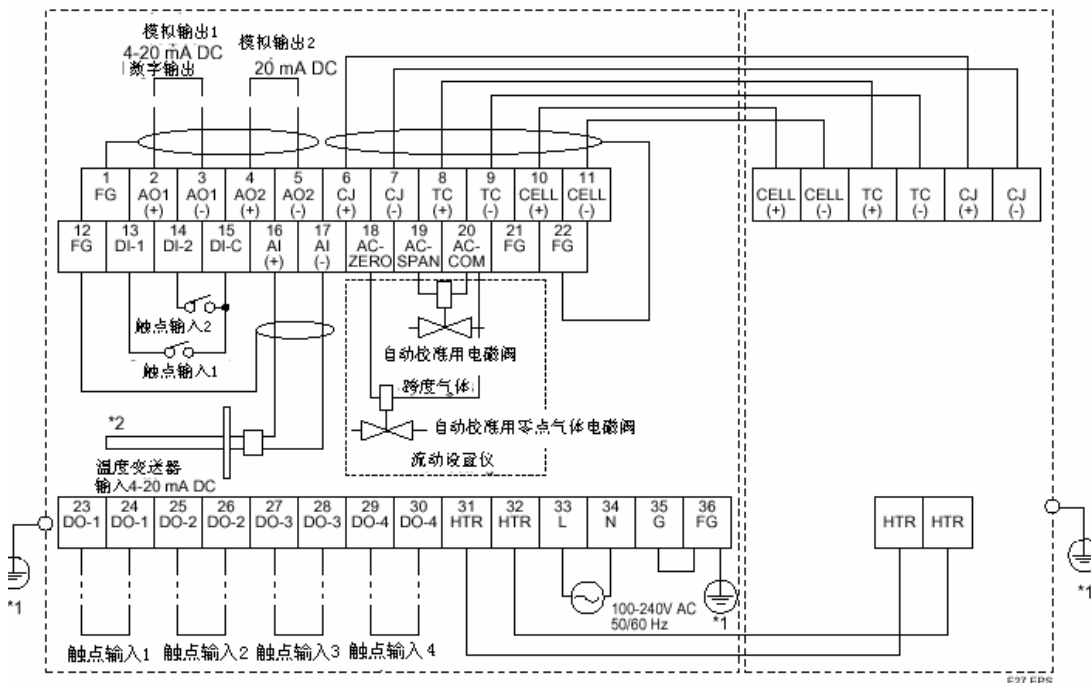 模拟输出1
4-20 mA DC
数字输出
模拟输出2
20 mA DC
1 FG
2 AO1 (+)
3 AO1 (-)
4 AO2 (+)
5 AO2 (-)
6 CJ (+)
7 CJ (-)
8 TC (+)
9 TC (-)
10 CELL (+)
11 CELL (-)
CELL (+)
CELL (-)
TC (+)
TC (-)
CJ (+)
CJ (-)
12 FG
13 DI-1
14 DI-2
15 DI-C
16 AI (+)
17 AI (-)
18 AC-ZERO
19 AC-SPAN
20 AC-COM
21 FG
22 FG
触点输入2
触点输入1
自动校准用电磁阀
跨度气体
自动校准用零点气体电磁阀
流动设置仪
*2
温度变送器
输入4-20 mA DC
23 DO-1
24 DO-1
25 DO-2
26 DO-2
27 DO-3
28 DO-3
29 DO-4
30 DO-4
31 HTR
32 HTR
33 L
34 N
35 G
36 FG
HTR
HTR
*1
100-240V AC
50/60 Hz
*1
*1
触点输入1
触点输入2
触点输入3
触点输入4
F27.EPS